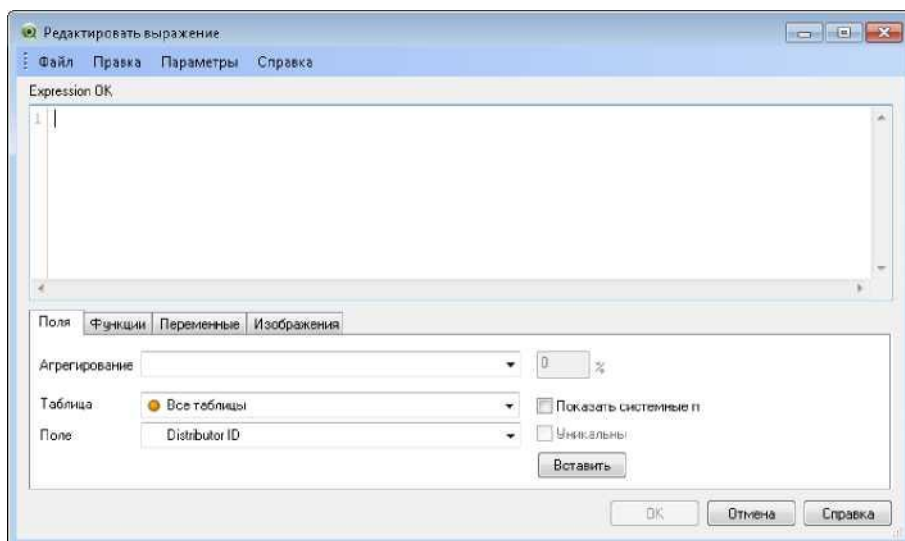 Редактировать выражение
Файл Правка Параметры Справка
Expression OK
1
Поля Функции Переменные Изображения
Агрегирование 0 %
Таблица Все таблицы Показать системные п
Поле Distributor ID Уникальны
Вставить
OK Отмена Справка